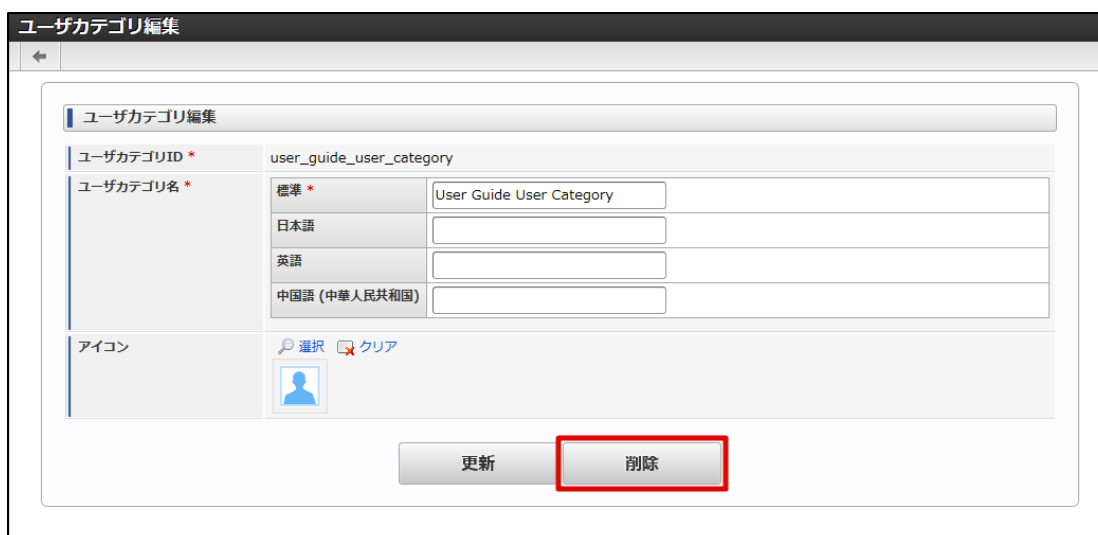 ユーザカテゴリ編集
ユーザカテゴリ編集
ユーザカテゴリID *
user_guide_user_category
ユーザカテゴリ名 *
標準 *
User Guide User Category
日本語
英語
中国語 (中華人民共和国)
アイコン
選択 クリア
更新
削除